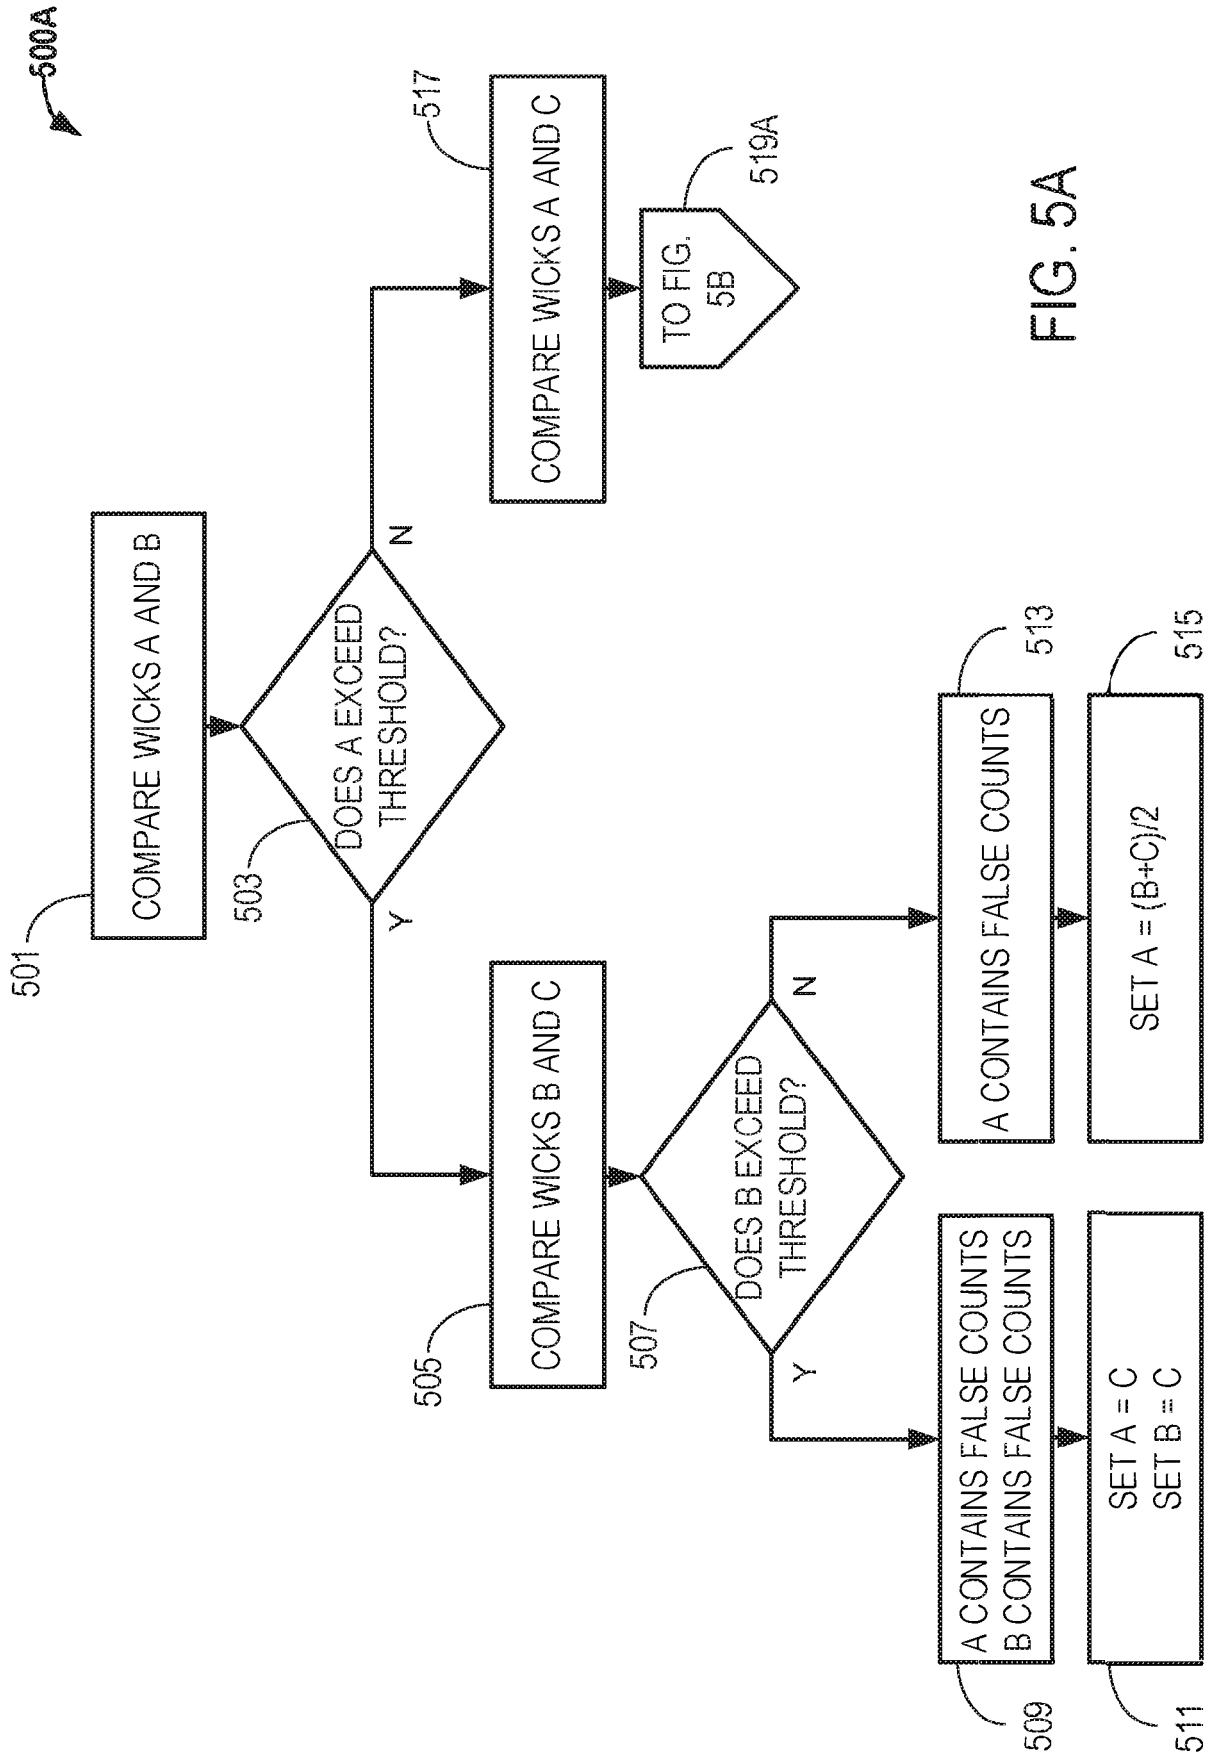 500A
501
COMPARE WICKS A AND B
503
DOES A EXCEED
THRESHOLD?
Y
N
505
COMPARE WICKS B AND C
517
COMPARE WICKS A AND C
507
DOES B EXCEED
THRESHOLD?
Y
N
TO FIG.
5B
519A
509
A CONTAINS FALSE COUNTS
B CONTAINS FALSE COUNTS
A CONTAINS FALSE COUNTS
513
511
SET A = C
SET B = C
SET A = (B+C)/2
515
FIG. 5A